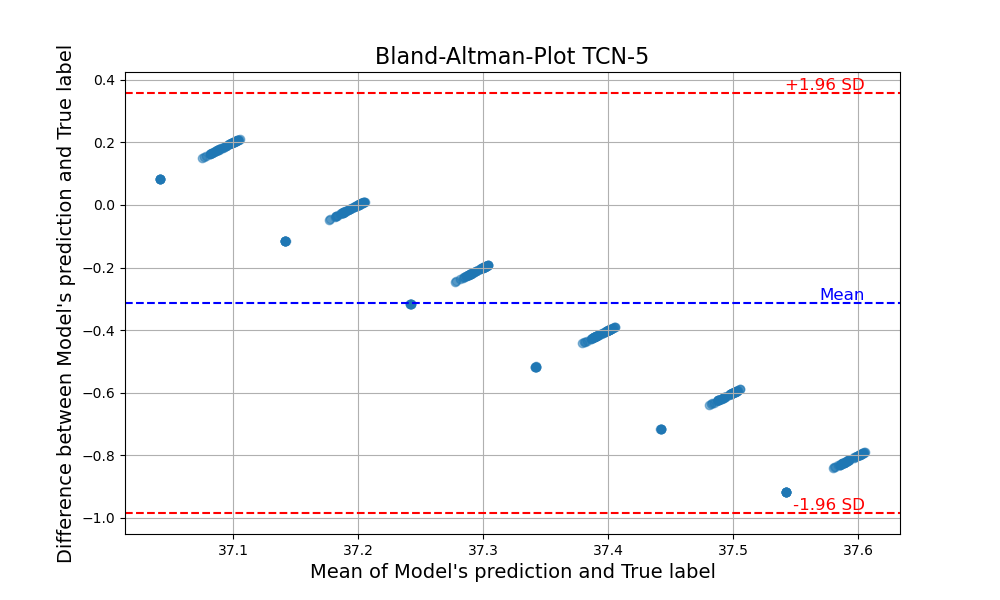 Bland-Altman-Plot TCN-5
Difference between Model's prediction and True label
0.4
0.2
0.0
−0.2
−0.4
−0.6
−0.8
−1.0
+1.96 SD
Mean
-1.96 SD
37.1 37.2 37.3 37.4 37.5 37.6
Mean of Model's prediction and True label